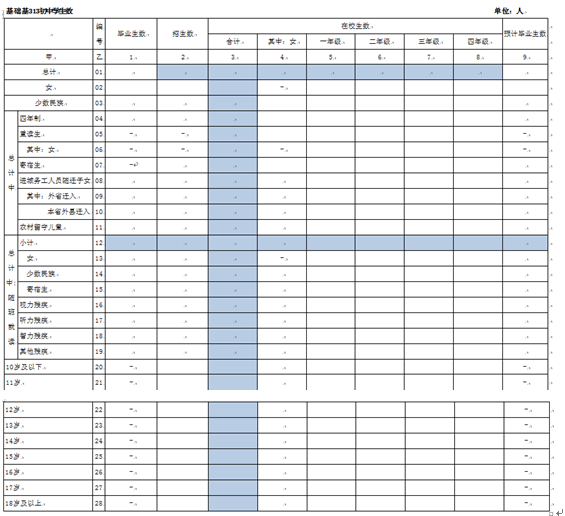 基础基313初中学生数 单位：人
编号 毕业生数 招生数 在校生数 预计毕业生数
合计 其中：女 一年级 二年级 三年级 四年级
甲 乙 1 2 3 4 5 6 7 8 9
总计 01
女 02 —
少数民族 03
总计中
四年制 04
复读生 05 — — —
其中：女 06 — — — —
寄宿生 07 —
进城务工人员随迁子女 08
其中：外省迁入 09
本省外县迁入 10
农村留守儿童 11
总计中：随班就读
小计 12
女 13 —
少数民族 14
寄宿生 15
视力残疾 16
听力残疾 17
智力残疾 18
其他残疾 19
10岁及以下 20 — —
11岁 21 — —
12岁 22 — —
13岁 23 — —
14岁 24 — —
15岁 25 — —
16岁 26 — —
17岁 27 — —
18岁及以上 28 — —